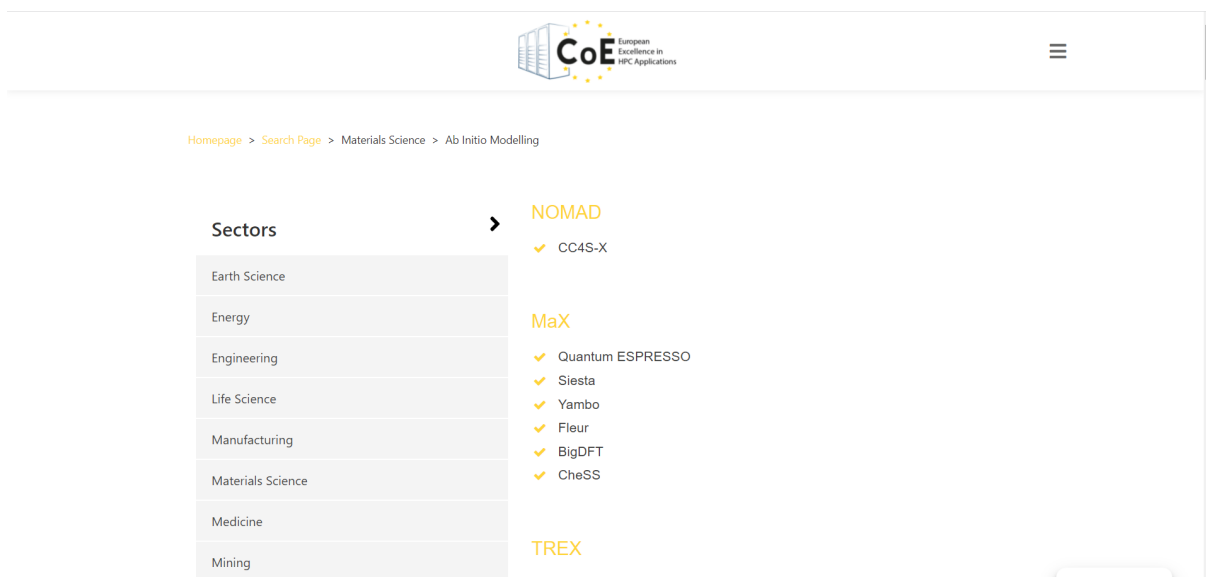 CoE European
Excellence in
HPC Applications
Homepage > Search Page > Materials Science > Ab Initio Modelling
Sectors
Earth Science
Energy
Engineering
Life Science
Manufacturing
Materials Science
Medicine
Mining
NOMAD
CC4S-X
MaX
Quantum ESPRESSO
Siesta
Yambo
Fleur
BigDFT
CheSS
TREX